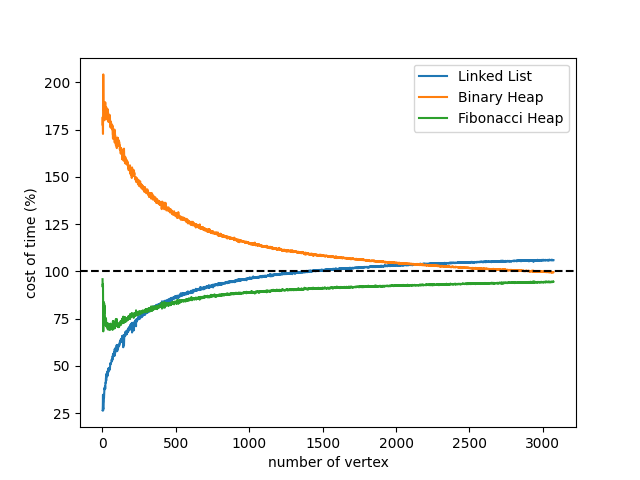 Linked List
Binary Heap
Fibonacci Heap
cost of time (%)
200
175
150
125
100
75
50
25
0 500 1000 1500 2000 2500 3000
number of vertex